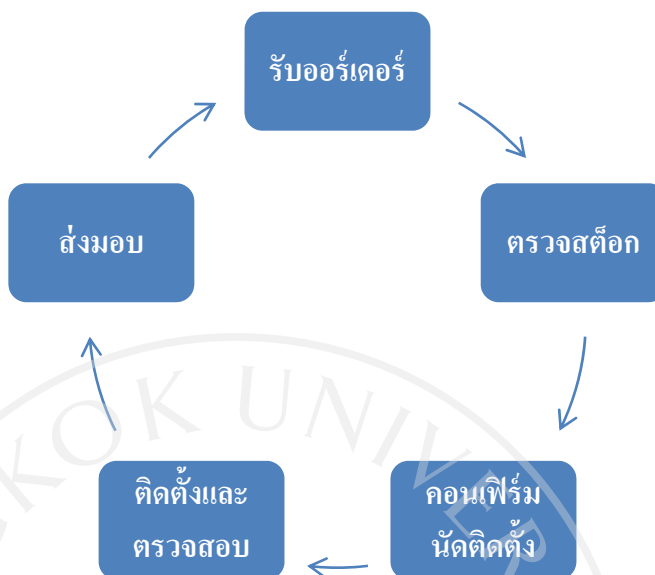 รับออร์เดอร์
ส่งมอบ
ตรวจสต็อก
ติดตั้งและ
ตรวจสอบ
คอนเฟิร์ม
นัดติดตั้ง
KOK UNIVER